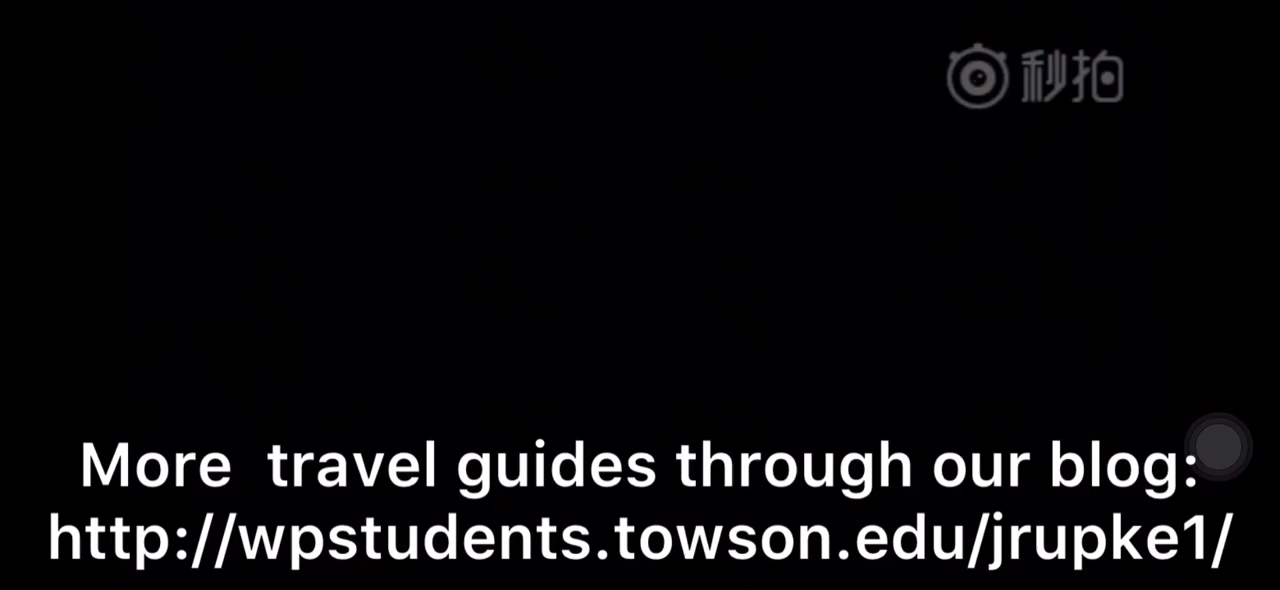 秒拍
More  travel guides through our blog:
http://wpstudents.towson.edu/jrupke1/